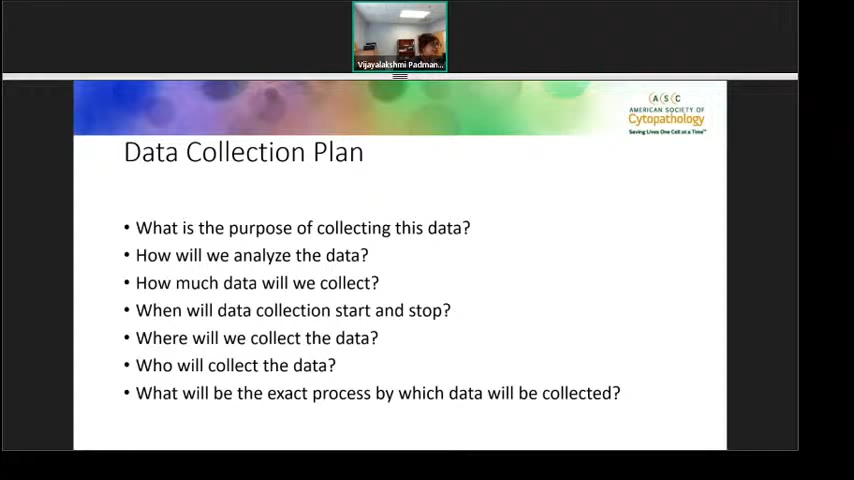 Vijayalakshmi Padman...
ASC
AMERICAN SOCIETY OF
Cytopathology
Saving Lives One Cell at a Time™
Data Collection Plan
• What is the purpose of collecting this data?
• How will we analyze the data?
• How much data will we collect?
• When will data collection start and stop?
• Where will we collect the data?
• Who will collect the data?
• What will be the exact process by which data will be collected?